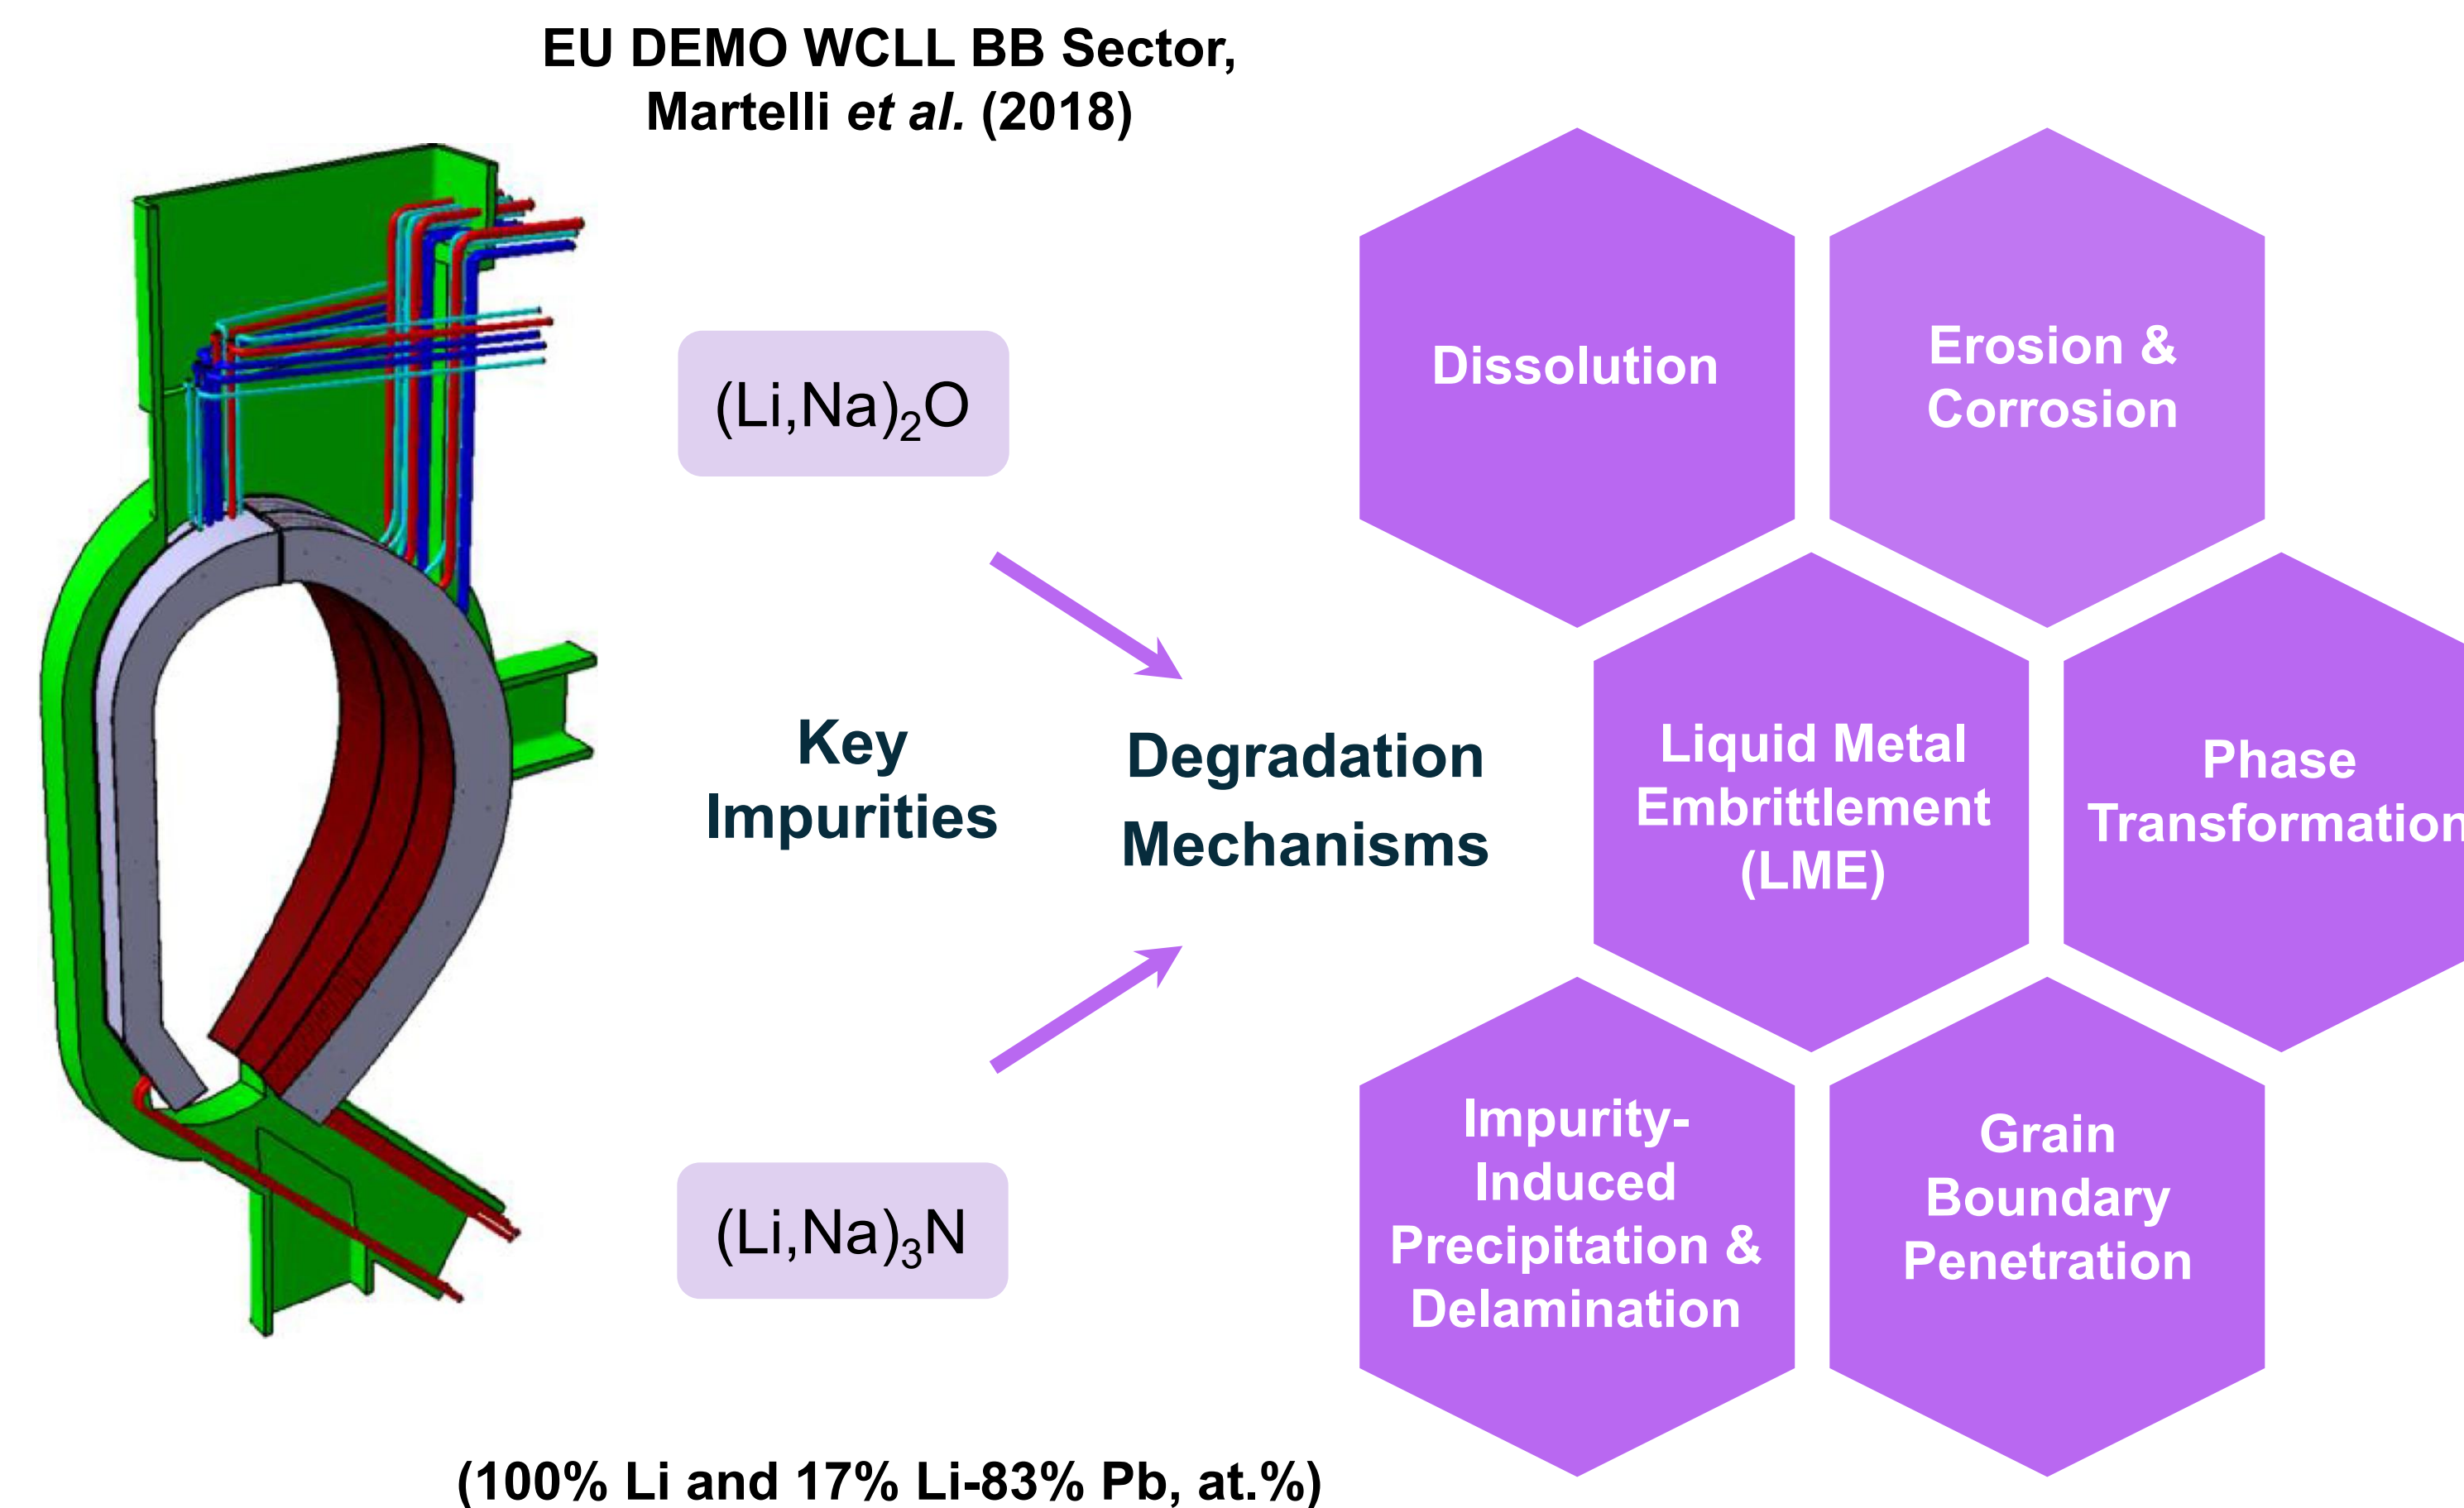 EU DEMO WCLL BB Sector,
Martelli et al. (2018)
(Li,Na)₂O
Key
Impurities
(Li,Na)₃N
Degradation
Mechanisms
Dissolution
Erosion &
Corrosion
Liquid Metal
Embrittlement
(LME)
Phase
Transformation
Impurity-
Induced
Precipitation &
Delamination
Grain
Boundary
Penetration
(100% Li and 17% Li-83% Pb, at.%)